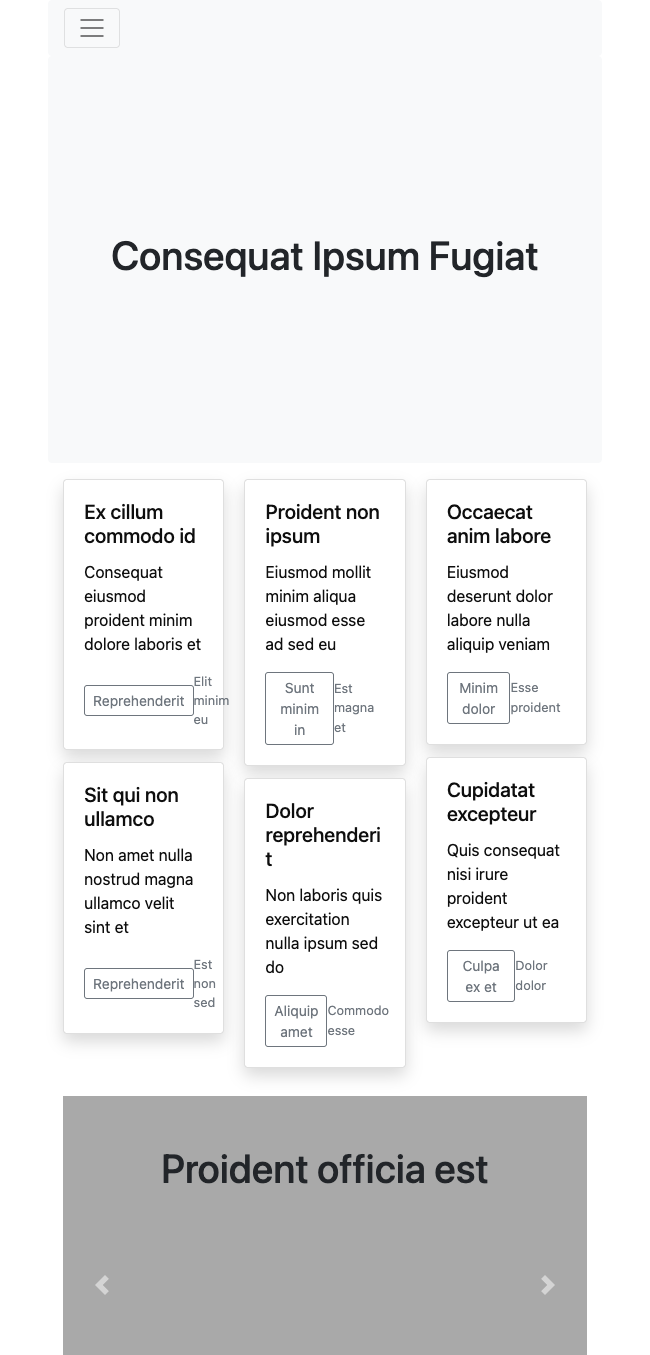 Consequat Ipsum Fugiat
Ex cillum
commodo id
Consequat
eiusmod
proident minim
dolore laboris et
Reprehenderit
Elit
minim
eu
Sit qui non
ullamco
Non amet nulla
nostrud magna
ullamco velit
sint et
Reprehenderit
Est
non
sed
Proident non
ipsum
Eiusmod mollit
minim aliqua
eiusmod esse
ad sed eu
Sunt
minim
in
Est
magna
et
Dolor
reprehenderi
t
Non laboris quis
exercitation
nulla ipsum sed
do
Aliquip
amet
Commodo
esse
Occaecat
anim labore
Eiusmod
deserunt dolor
labore nulla
aliquip veniam
Minim
dolor
Esse
proident
Cupidatat
excepteur
Quis consequat
nisi irure
proident
excepteur ut ea
Culpa
ex et
Dolor
dolor
Proident officia est